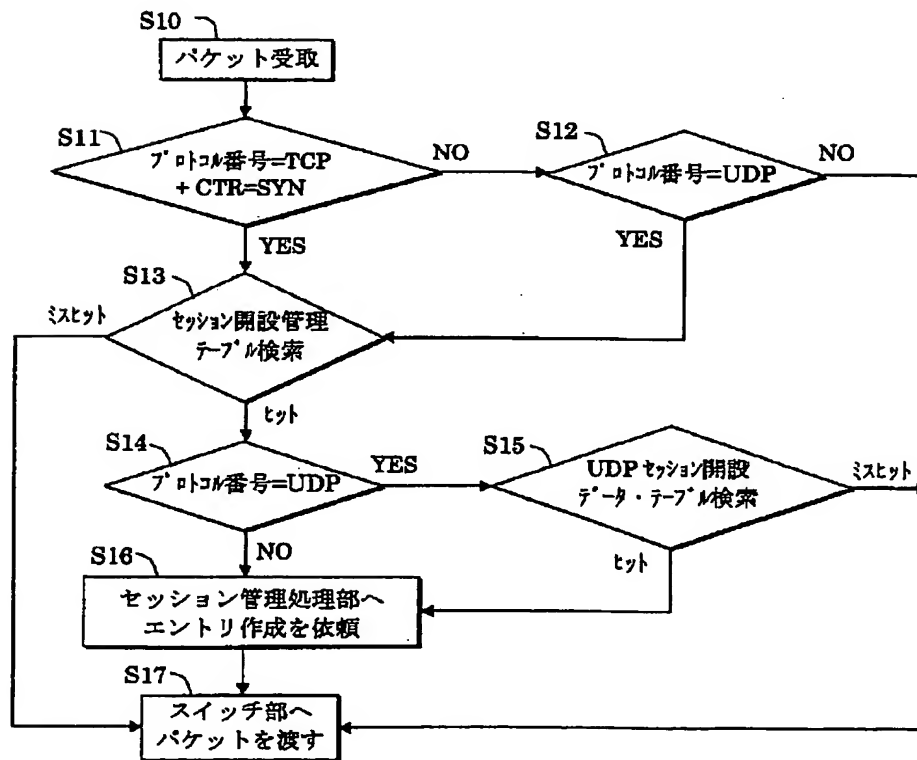 S10
パケット受取
S11
プロトコル番号=TCP
+ CTR=SYN
NO
S12
プロトコル番号=UDP
NO
YES
YES
S13
ミスヒット
セッション開設管理
テーブル検索
ヒット
S14
プロトコル番号=UDP
YES
S15
UDPセッション開設
データ・テーブル検索
ミスヒット
NO
ヒット
S16
セッション管理処理部へ
エントリ作成を依頼
S17
スイッチ部へ
パケットを渡す